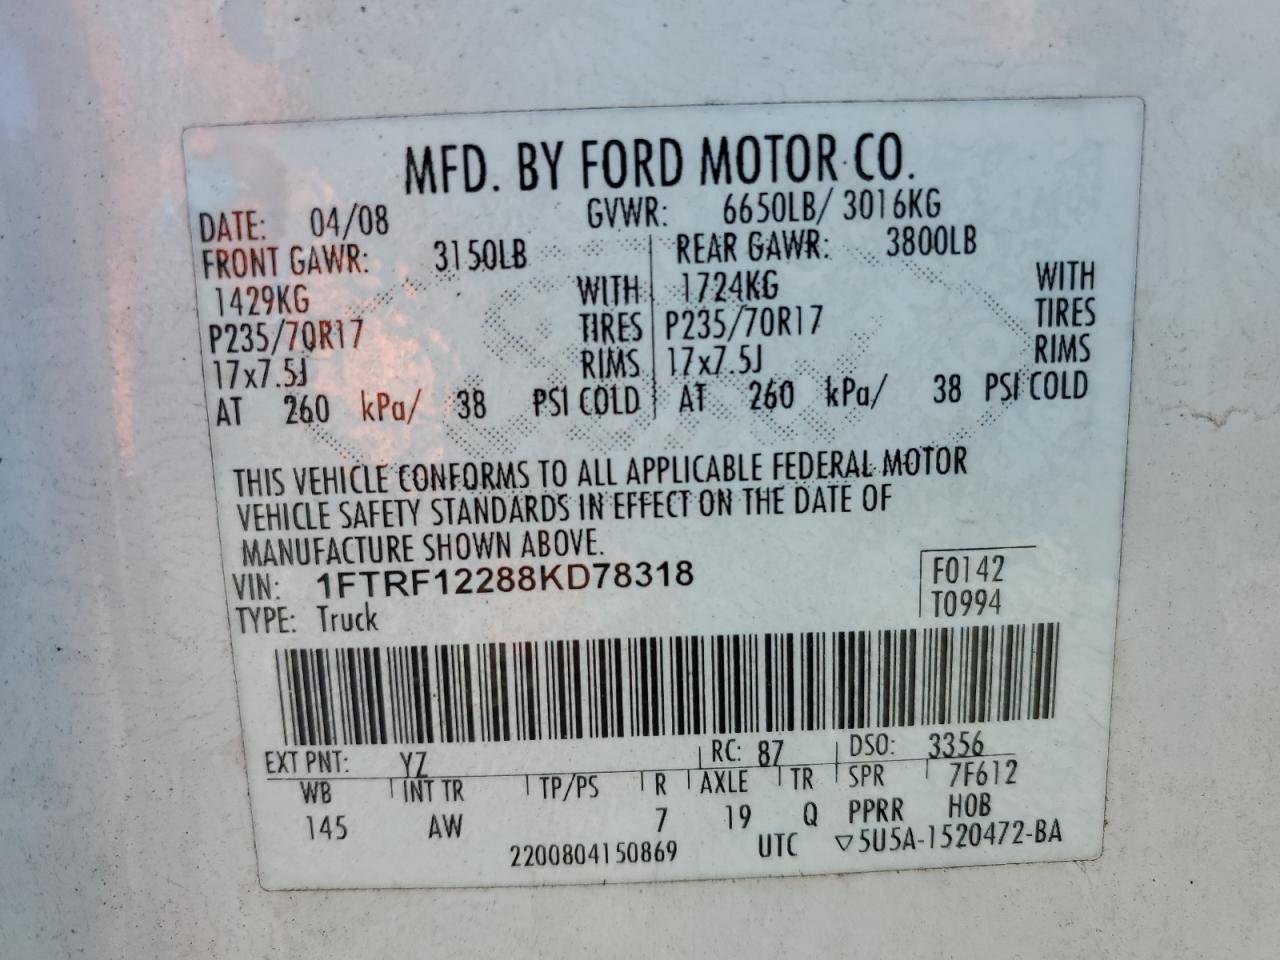 MFD. BY FORD MOTOR CO.
DATE: 04/08 GVWR: 6650LB/ 3016KG
FRONT GAWR: 3150LB REAR GAWR: 3800LB
1429KG WITH 1724KG WITH
P235/70R17 TIRES P235/70R17 TIRES
17x7.5J RIMS 17x7.5J RIMS
AT 260 kPa/ 38 PSI COLD AT 260 kPa/ 38 PSI COLD
THIS VEHICLE CONFORMS TO ALL APPLICABLE FEDERAL MOTOR
VEHICLE SAFETY STANDARDS IN EFFECT ON THE DATE OF
MANUFACTURE SHOWN ABOVE.
VIN: 1FTRF12288KD78318 F0142
TYPE: Truck T0994
EXT PNT: YZ RC: 87 DSO: 3356
WB INT TR TP/PS R AXLE TR SPR 7F612
145 AW 7 19 Q PPRR H0B
2200804150869 UTC ▽5U5A-1520472-BA